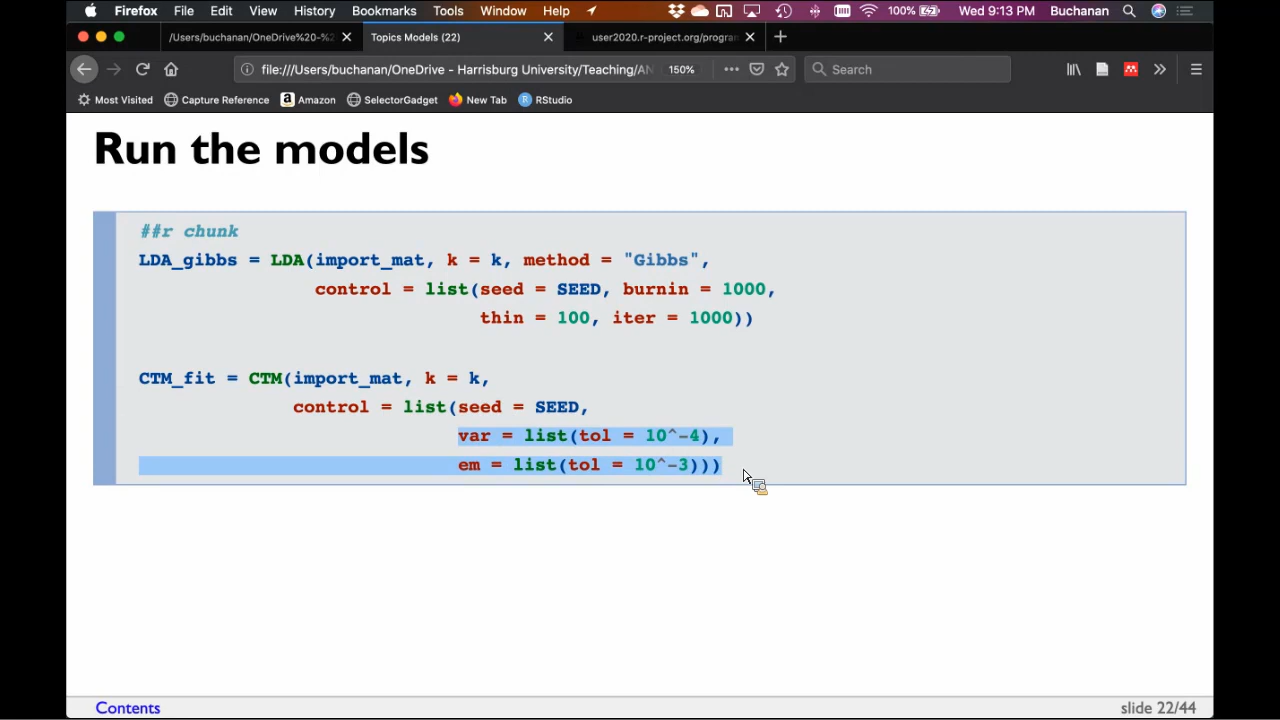 Firefox File Edit View History Bookmarks Tools Window Help 100% Wed 9:13 PM Buchanan
/Users/buchanan/OneDrive%20-%2 Topics Models (22) user2020.r-project.org/progran
file:///Users/buchanan/OneDrive - Harrisburg University/Teaching/AN 150% Search
Most Visited Capture Reference Amazon SelectorGadget New Tab RStudio
Run the models
##r chunk
LDA_gibbs = LDA(import_mat, k = k, method = "Gibbs",
control = list(seed = SEED, burnin = 1000,
thin = 100, iter = 1000))
CTM_fit = CTM(import_mat, k = k,
control = list(seed = SEED,
var = list(tol = 10^-4),
em = list(tol = 10^-3)))
Contents slide 22/44